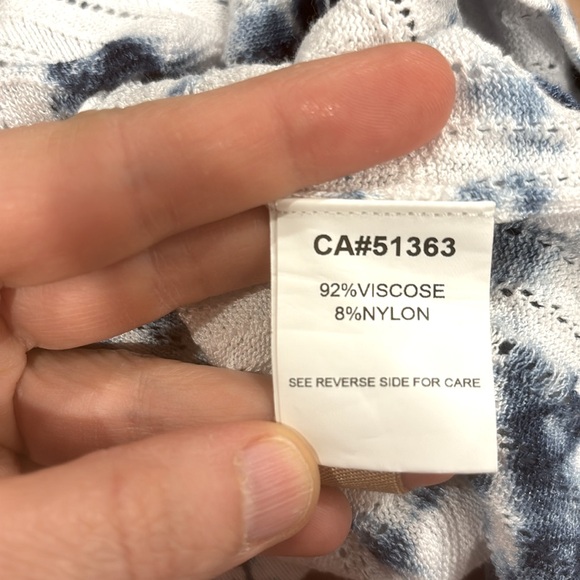 CA#51363
92%VISCOSE
8%NYLON
SEE REVERSE SIDE FOR CARE